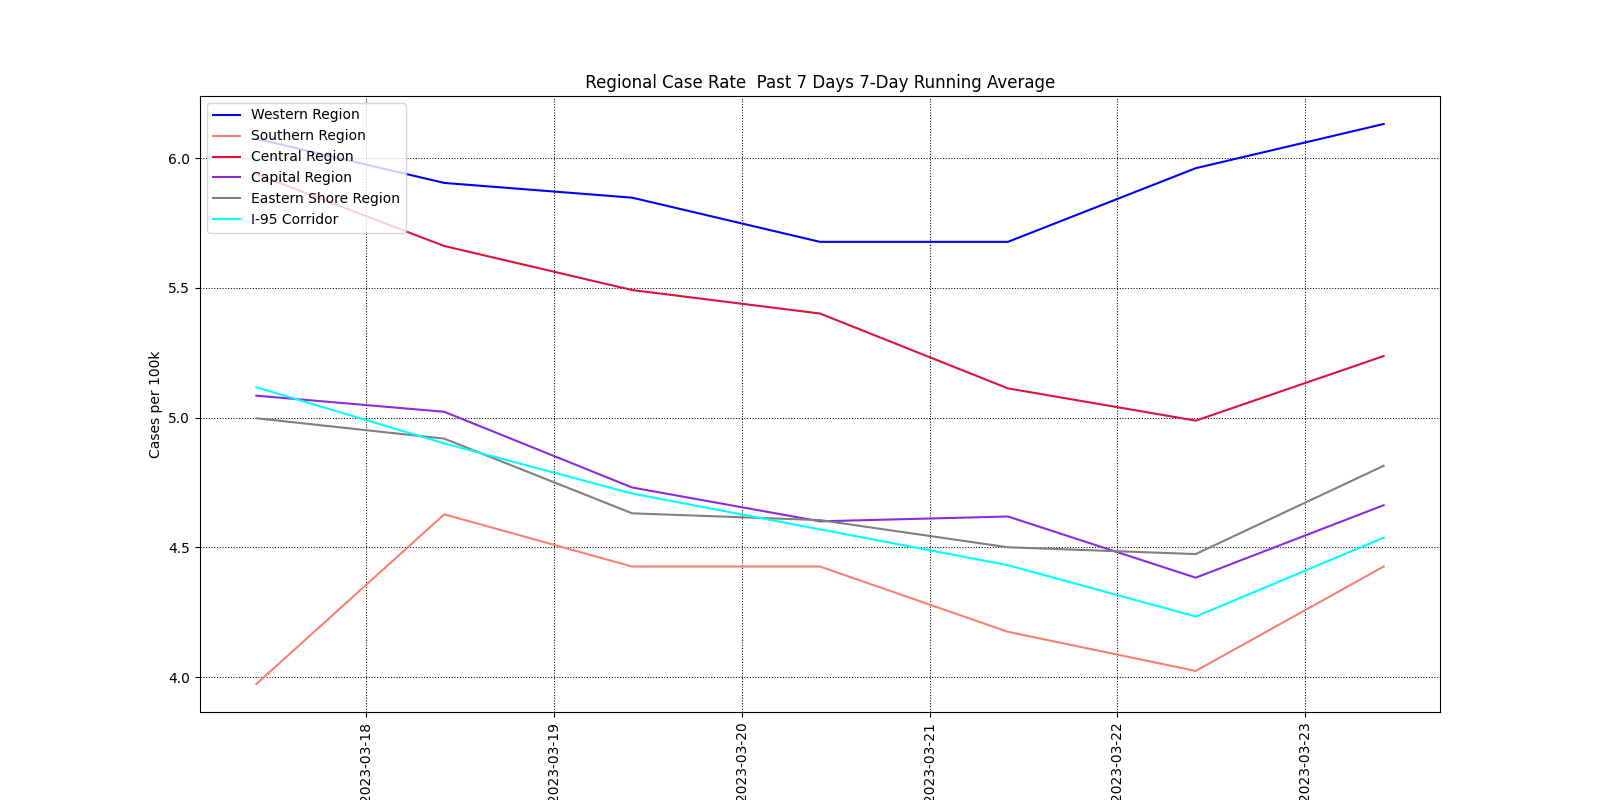 Regional Case Rate  Past 7 Days 7-Day Running Average
Western Region
Southern Region
Central Region
Capital Region
Eastern Shore Region
I-95 Corridor
6.0
5.5
5.0
4.5
4.0
Cases per 100k
2023-03-18
2023-03-19
2023-03-20
2023-03-21
2023-03-22
2023-03-23